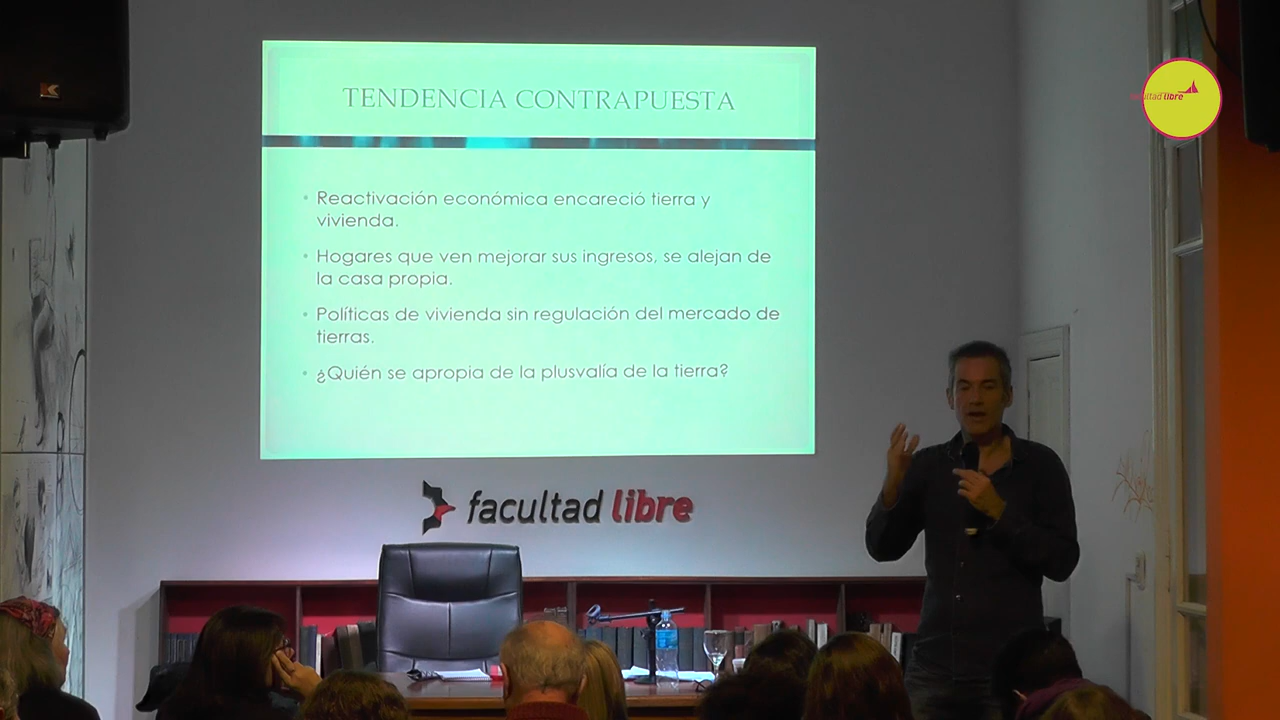 TENDENCIA CONTRAPUESTA
• Reactivación económica encareció tierra y
vivienda.
• Hogares que ven mejorar sus ingresos, se alejan de
la casa propia.
• Políticas de vivienda sin regulación del mercado de
tierras.
• ¿Quién se apropia de la plusvalía de la tierra?
facultad libre
facultad libre